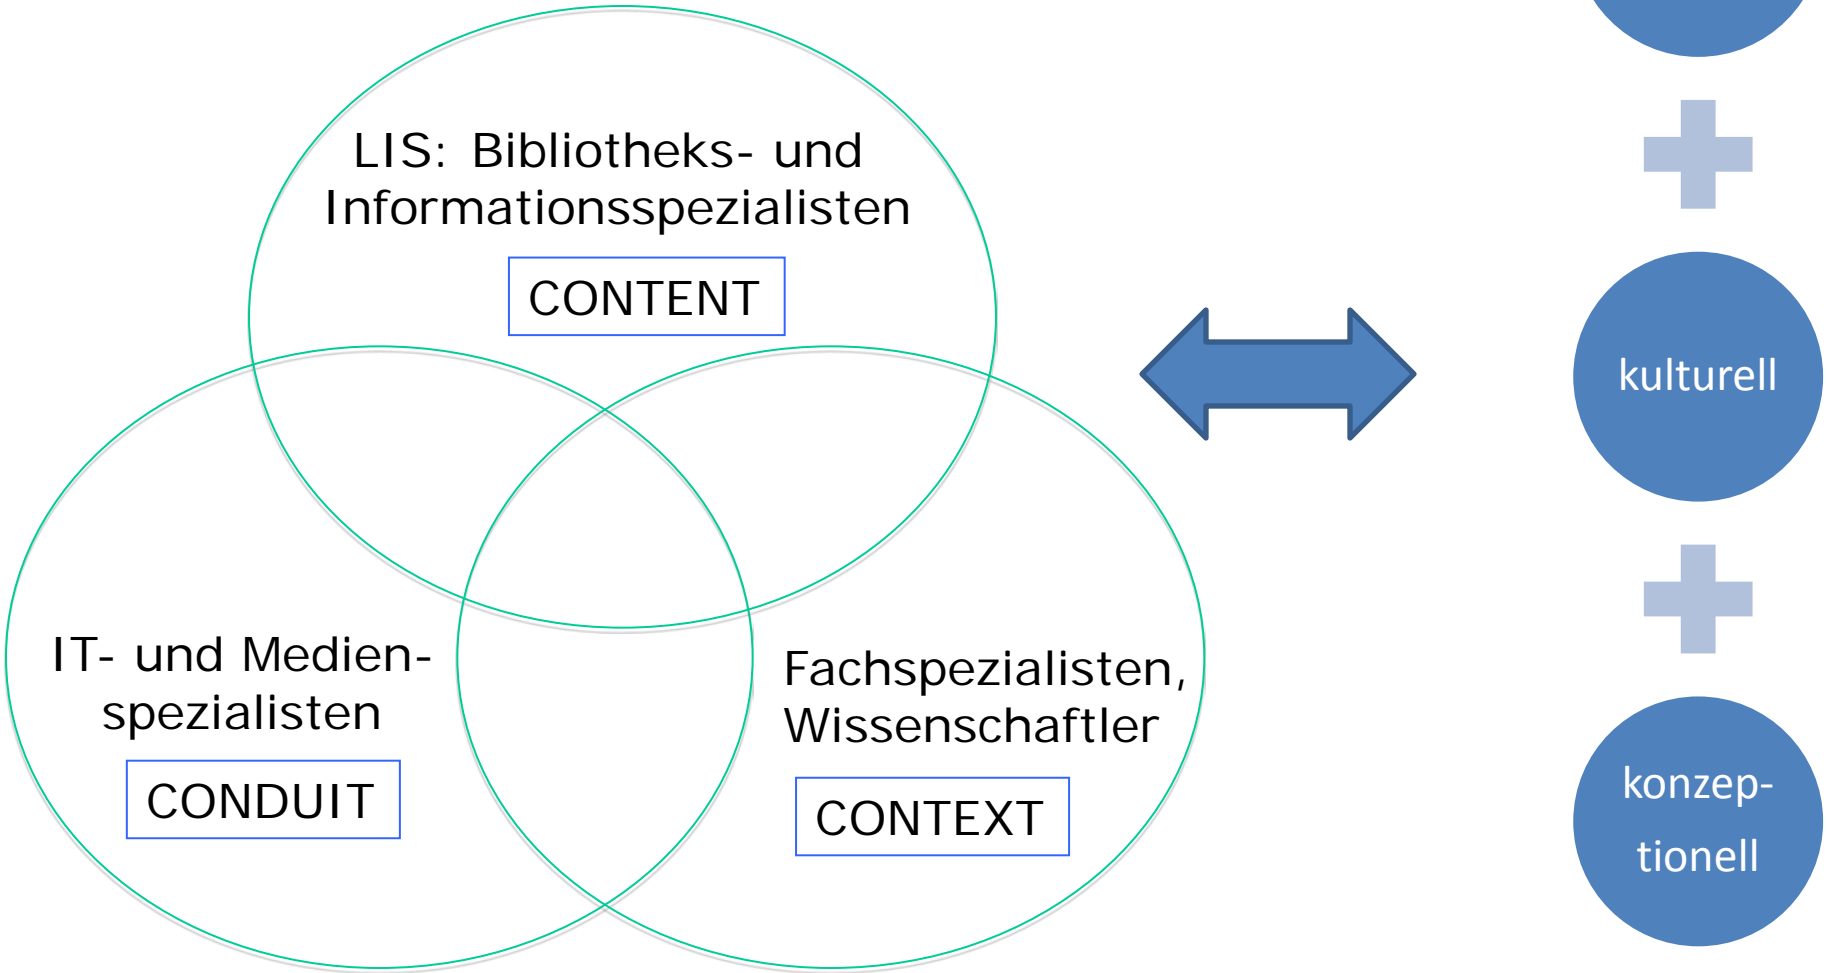 LIS: Bibliotheks- und
Informationsspezialisten
CONTENT
IT- und Medien-
spezialisten
CONDUIT
Fachspezialisten,
Wissenschaftler
CONTEXT
kulturell
konzep-
tionell